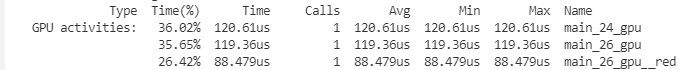 Type Time(%) Time Calls Avg Min Max Name
GPU activities: 36.02% 120.61us 1 120.61us 120.61us 120.61us main_24_gpu
35.65% 119.36us 1 119.36us 119.36us 119.36us main_26_gpu
26.42% 88.479us 1 88.479us 88.479us 88.479us main_26_gpu__red